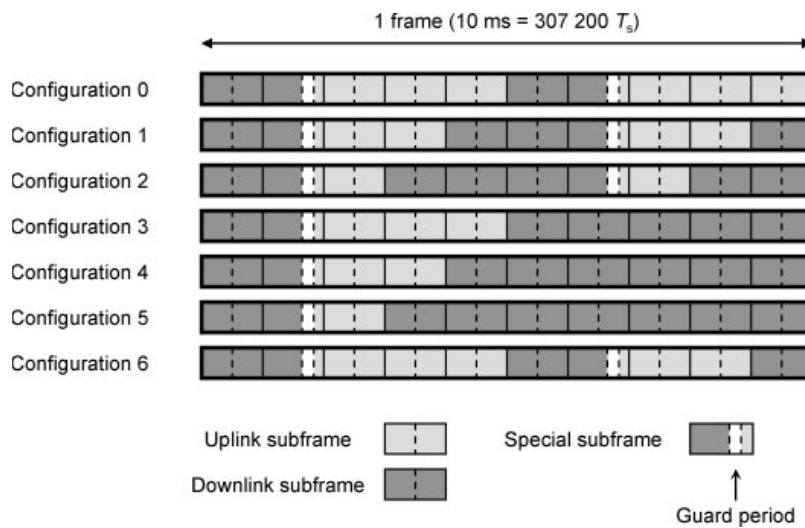 1 frame (10 ms = 307 200 Ts)
Configuration 0
Configuration 1
Configuration 2
Configuration 3
Configuration 4
Configuration 5
Configuration 6
Uplink subframe
Special subframe
Downlink subframe
Guard period